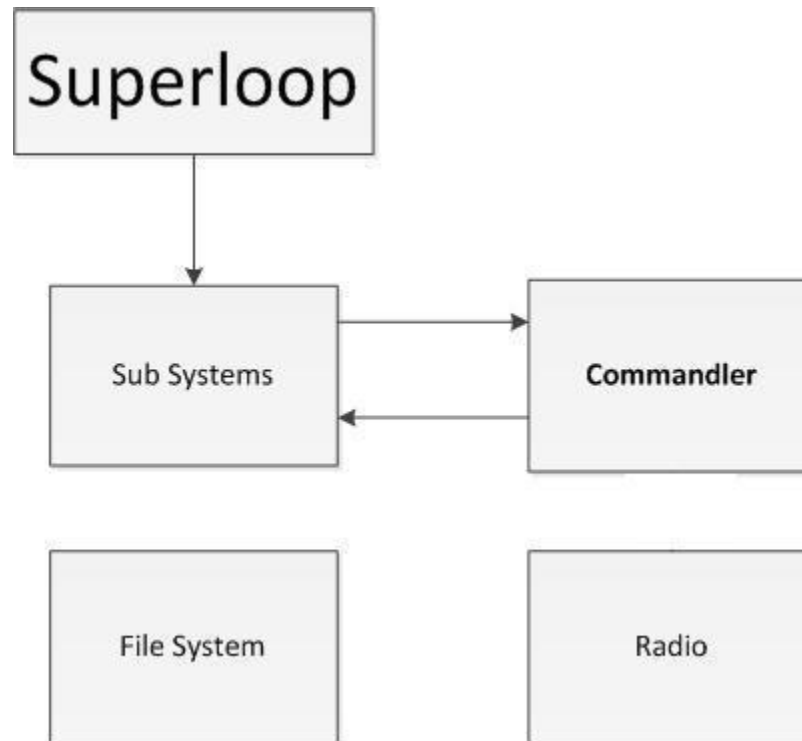 Superloop
Sub Systems
Commandler
File System
Radio